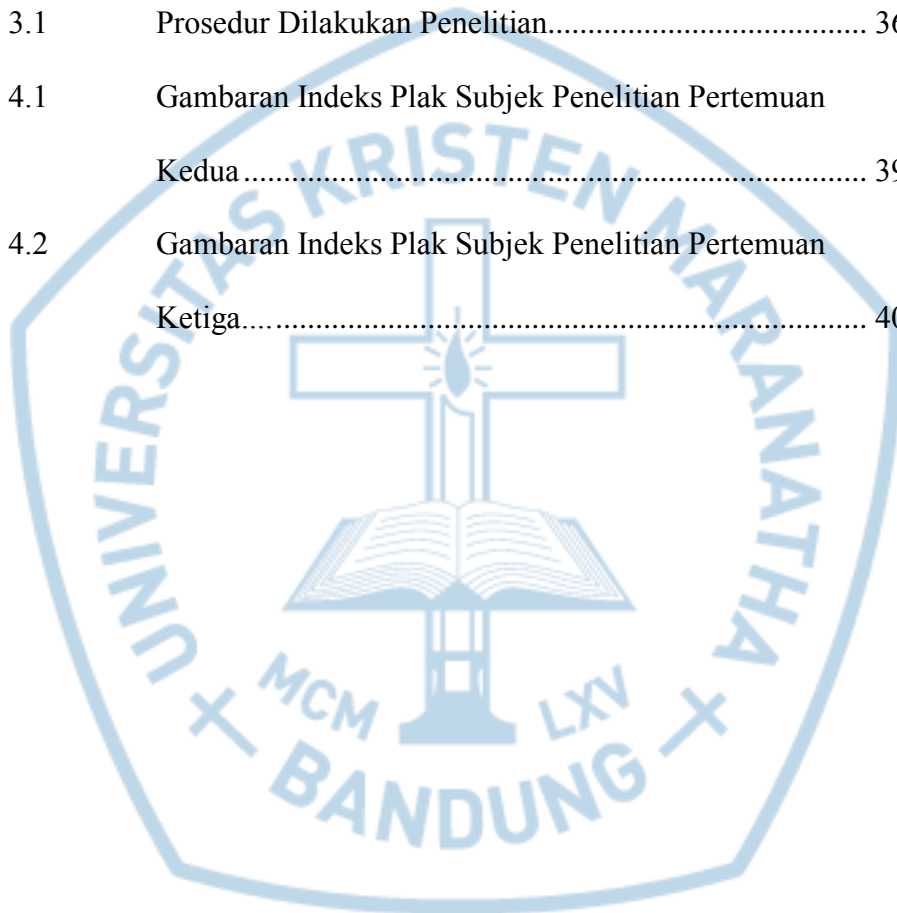 3.1 Prosedur Dilakukan Penelitian..................................... 36
4.1 Gambaran Indeks Plak Subjek Penelitian Pertemuan
Kedua......................................................................... 39
4.2 Gambaran Indeks Plak Subjek Penelitian Pertemuan
Ketiga......................................................................... 40
UNIVERSITAS KRISTEN MARANATHA
MCM LXV
BANDUNG